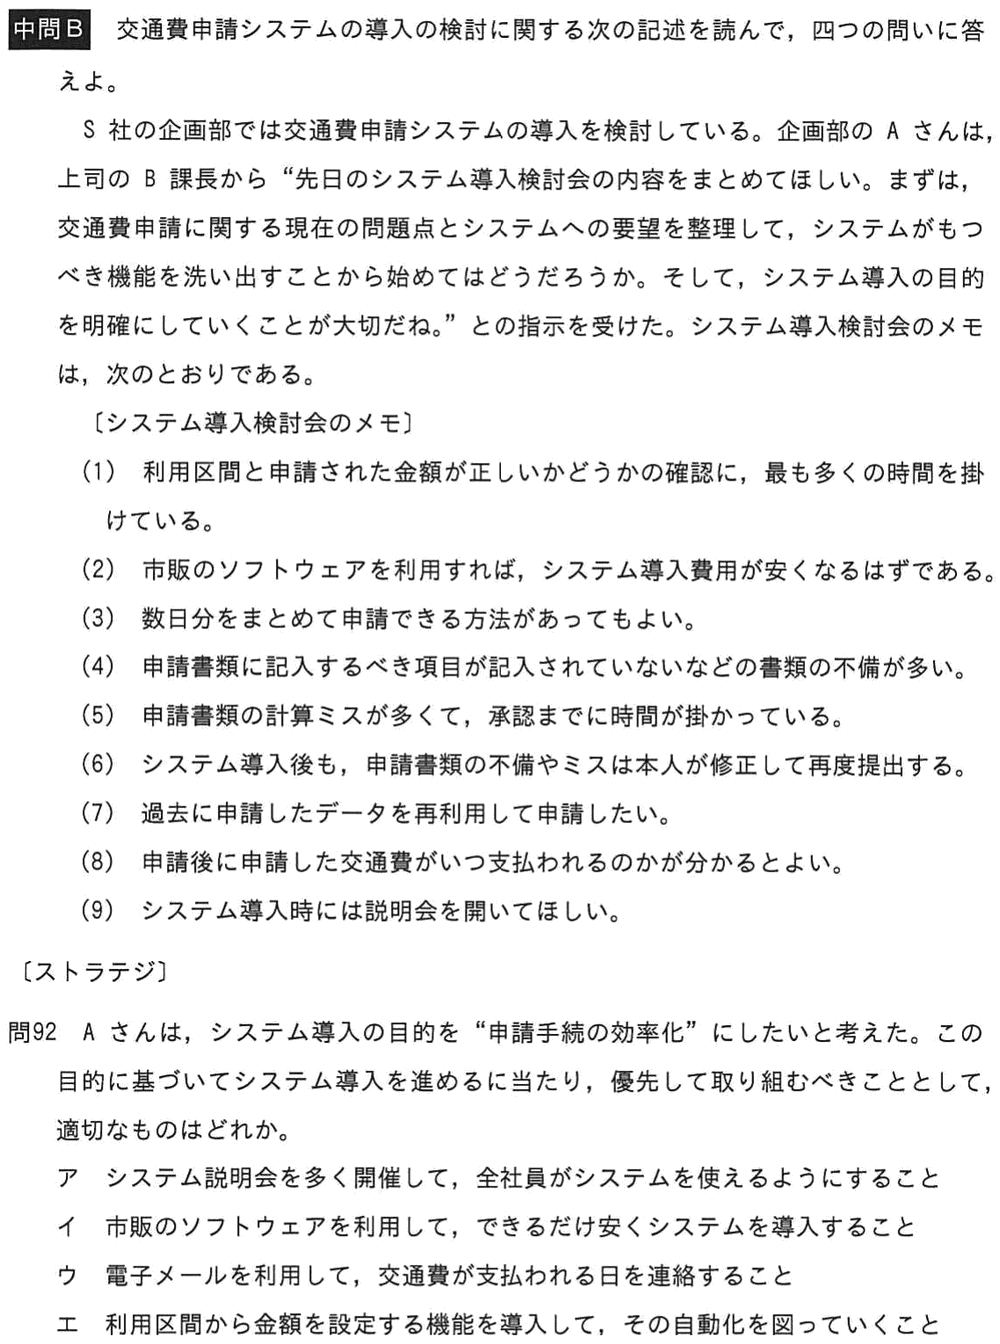 中問B 交通費申請システムの導入の検討に関する次の記述を読んで，四つの問いに答
えよ。
S 社の企画部では交通費申請システムの導入を検討している。企画部の A さんは，
上司の B 課長から“先日のシステム導入検討会の内容をまとめてほしい。まずは，
交通費申請に関する現在の問題点とシステムへの要望を整理して，システムがもつ
べき機能を洗い出すことから始めてはどうだろうか。そして，システム導入の目的
を明確にしていくことが大切だね。”との指示を受けた。システム導入検討会のメモ
は，次のとおりである。
〔システム導入検討会のメモ〕
(1) 利用区間と申請された金額が正しいかどうかの確認に，最も多くの時間を掛
けている。
(2) 市販のソフトウェアを利用すれば，システム導入費用が安くなるはずである。
(3) 数日分をまとめて申請できる方法があってもよい。
(4) 申請書類に記入するべき項目が記入されていないなどの書類の不備が多い。
(5) 申請書類の計算ミスが多くて，承認までに時間が掛かっている。
(6) システム導入後も，申請書類の不備やミスは本人が修正して再度提出する。
(7) 過去に申請したデータを再利用して申請したい。
(8) 申請後に申請した交通費がいつ支払われるのかが分かるとよい。
(9) システム導入時には説明会を開いてほしい。
〔ストラテジ〕
問92 A さんは，システム導入の目的を“申請手続の効率化”にしたいと考えた。この
目的に基づいてシステム導入を進めるに当たり，優先して取り組むべきこととして，
適切なものはどれか。
ア システム説明会を多く開催して，全社員がシステムを使えるようにすること
イ 市販のソフトウェアを利用して，できるだけ安くシステムを導入すること
ウ 電子メールを利用して，交通費が支払われる日を連絡すること
エ 利用区間から金額を設定する機能を導入して，その自動化を図っていくこと